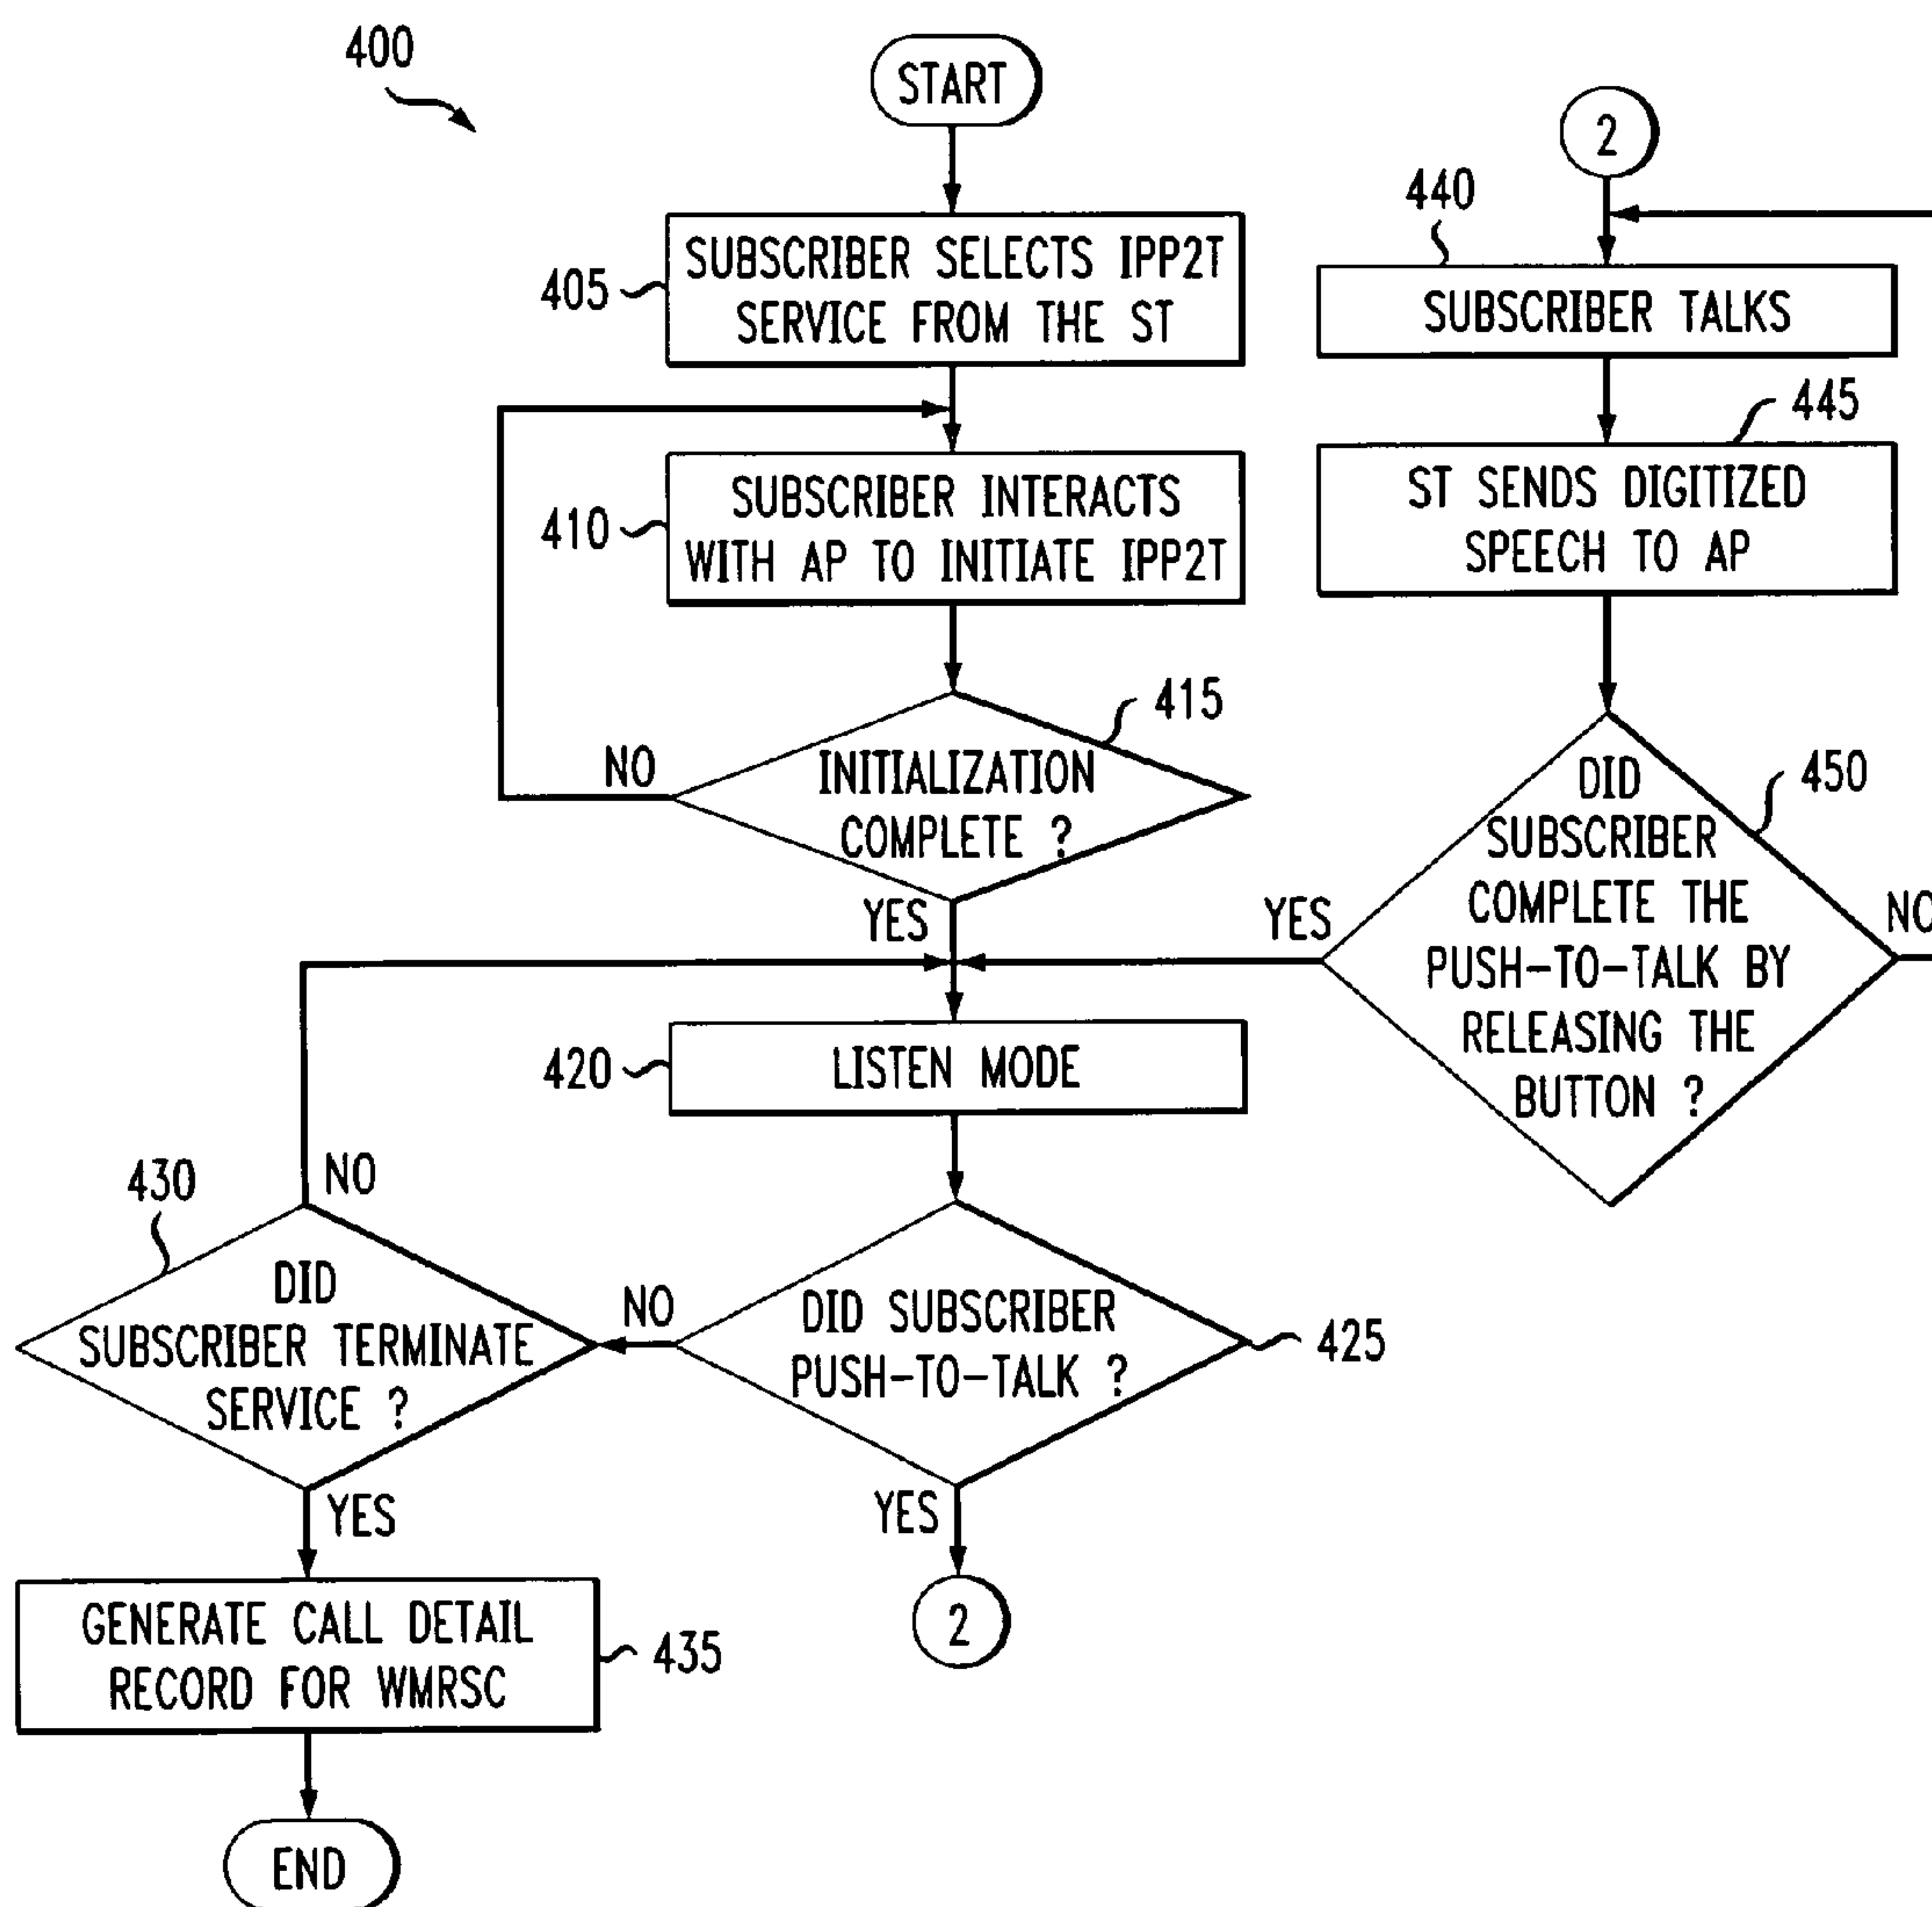 400
START
405
SUBSCRIBER SELECTS IPP2T
SERVICE FROM THE ST
410
SUBSCRIBER INTERACTS
WITH AP TO INITIATE IPP2T
415
INITIALIZATION
COMPLETE ?
NO
YES
420
LISTEN MODE
DID SUBSCRIBER
PUSH-TO-TALK ?
425
NO
YES
2
430
DID
SUBSCRIBER TERMINATE
SERVICE ?
NO
YES
GENERATE CALL DETAIL
RECORD FOR WMRSC
435
END
2
440
SUBSCRIBER TALKS
445
ST SENDS DIGITIZED
SPEECH TO AP
450
DID
SUBSCRIBER
COMPLETE THE
PUSH-TO-TALK BY
RELEASING THE
BUTTON ?
YES
NO